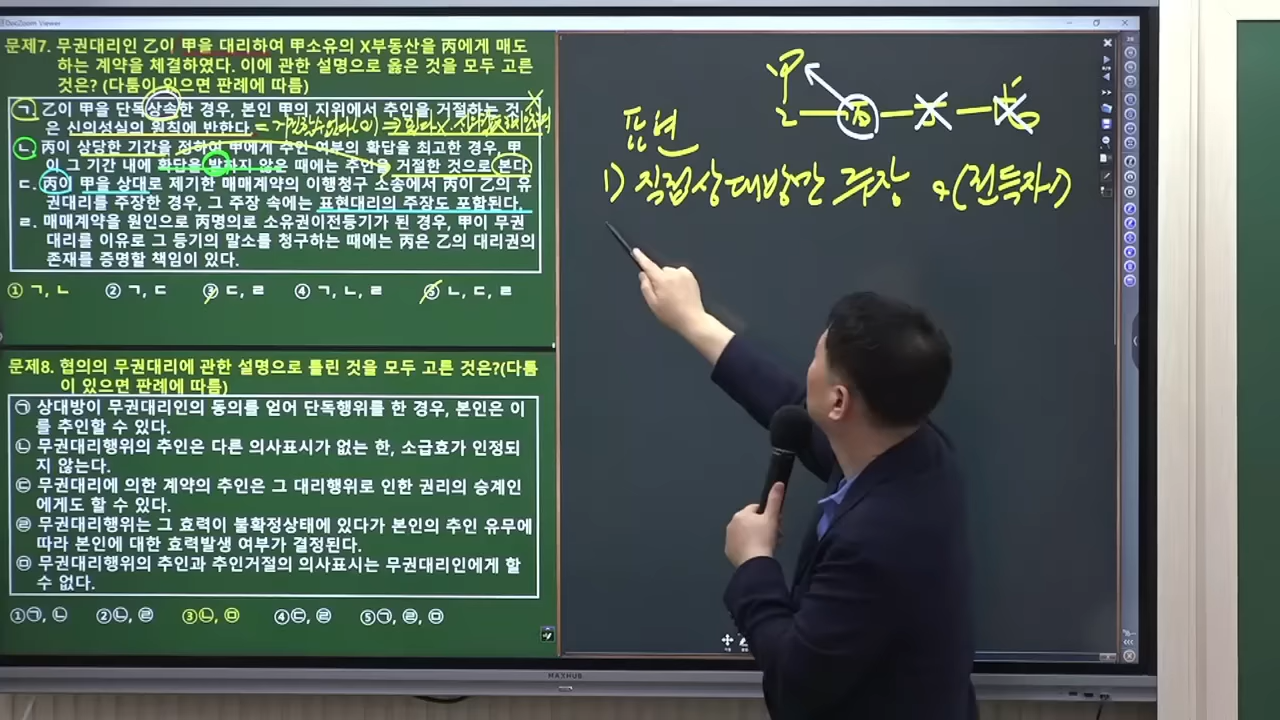 DocZoom Viewer
문제7. 무권대리인 乙이 甲을 대리하여 甲소유의 X부동산을 丙에게 매도
하는 계약을 체결하였다. 이에 관한 설명으로 옳은 것을 모두 고른
것은? (다툼이 있으면 판례에 따름)
ㄱ. 乙이 甲을 단독상속한 경우, 본인 甲의 지위에서 추인을 거절하는 것
은 신의성실의 원칙에 반한다.
ㄴ. 丙이 상당한 기간을 정하여 甲에게 추인 여부의 확답을 최고한 경우, 甲
이 그 기간 내에 확답을 발하지 않은 때에는 추인을 거절한 것으로 본다.
ㄷ. 丙이 甲을 상대로 제기한 매매계약의 이행청구 소송에서 丙이 乙의 유
권대리를 주장한 경우, 그 주장 속에는 표현대리의 주장도 포함된다.
ㄹ. 매매계약을 원인으로 丙명의로 소유권이전등기가 된 경우, 甲이 무권
대리를 이유로 그 등기의 말소를 청구하는 때에는 丙은 乙의 대리권의
존재를 증명할 책임이 있다.
① ㄱ, ㄴ ② ㄱ, ㄷ ③ ㄷ, ㄹ ④ ㄱ, ㄴ, ㄹ ⑤ ㄴ, ㄷ, ㄹ
문제8. 협의의 무권대리에 관한 설명으로 틀린 것을 모두 고른 것은?(다툼
이 있으면 판례에 따름)
㉠ 상대방이 무권대리인의 동의를 얻어 단독행위를 한 경우, 본인은 이
를 추인할 수 있다.
㉡ 무권대리행위의 추인은 다른 의사표시가 없는 한, 소급효가 인정되
지 않는다.
㉢ 무권대리에 의한 계약의 추인은 그 대리행위로 인한 권리의 승계인
에게도 할 수 있다.
㉣ 무권대리행위는 그 효력이 불확정상태에 있다가 본인의 추인 유무에
따라 본인에 대한 효력발생 여부가 결정된다.
㉤ 무권대리행위의 추인과 추인거절의 의사표시는 무권대리인에게 할
수 없다.
①㉠, ㉡ ②㉡, ㉣ ③㉡, ㉤ ④㉢, ㉣ ⑤㉠, ㉣, ㉤
甲
乙 丙
표현
1) 직접상대방만 주장 (전득자)
MAXHUB